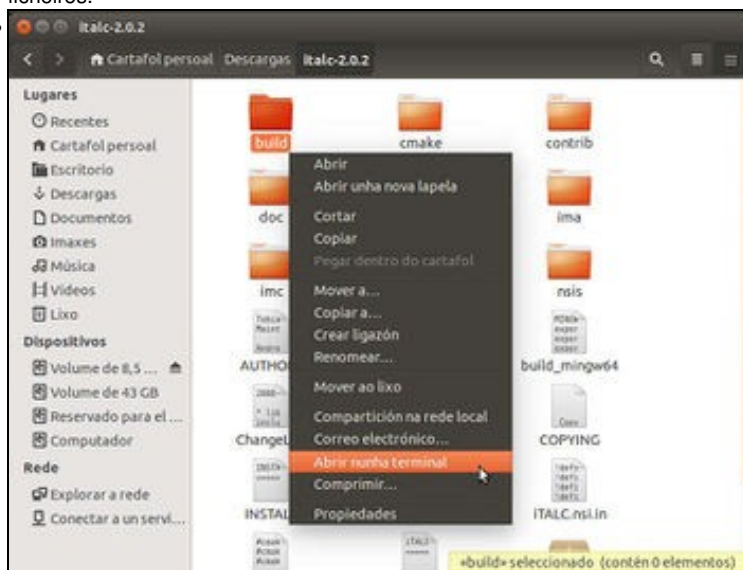 ficheiros.
italc-2.0.2
Cartafol persoal Descargas italc-2.0.2
Lugares
Recentes
Cartafol persoal
Escritorio
Descargas
Documentos
Imaxes
Música
Vídeos
Lixo
Dispositivos
Volume de 8,5 ...
Volume de 43 GB
Reservado para el ...
Computador
Rede
Explorar a rede
Conectar a un servi...
build
cmake
contrib
doc
ima
imc
nsis
AUTHO
build_mingw64
ChangeL
COPYING
INSTAL
iTALC.nsi.in
Abrir
Abrir unha nova lapela
Cortar
Copiar
Pegar dentro do cartafol
Mover a...
Copiar a...
Crear ligazón
Renomear...
Mover ao lixo
Compartición na rede local
Correo electrónico...
Abrir nunha terminal
Comprimir...
Propiedades
«build» seleccionado (contén 0 elementos)